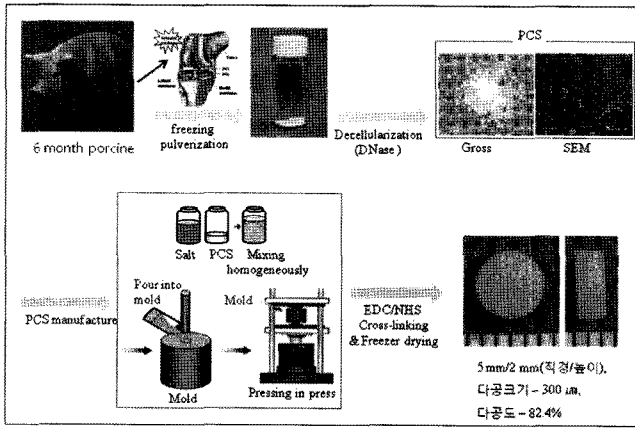 PCS
6 month porcine
freezing
pulverization
Decellularization
(DNase)
Gross
SEM
Salt
PCS
Mixing
homogeneously
Pour into
mold
Mold
PCS manufacture
Mold
Pressing in press
EDC/NHS
Cross-linking
& Freezer drying
5 mm/2 mm(직경/높이),
다공크기 – 300 ㎛,
다공도 – 82.4%